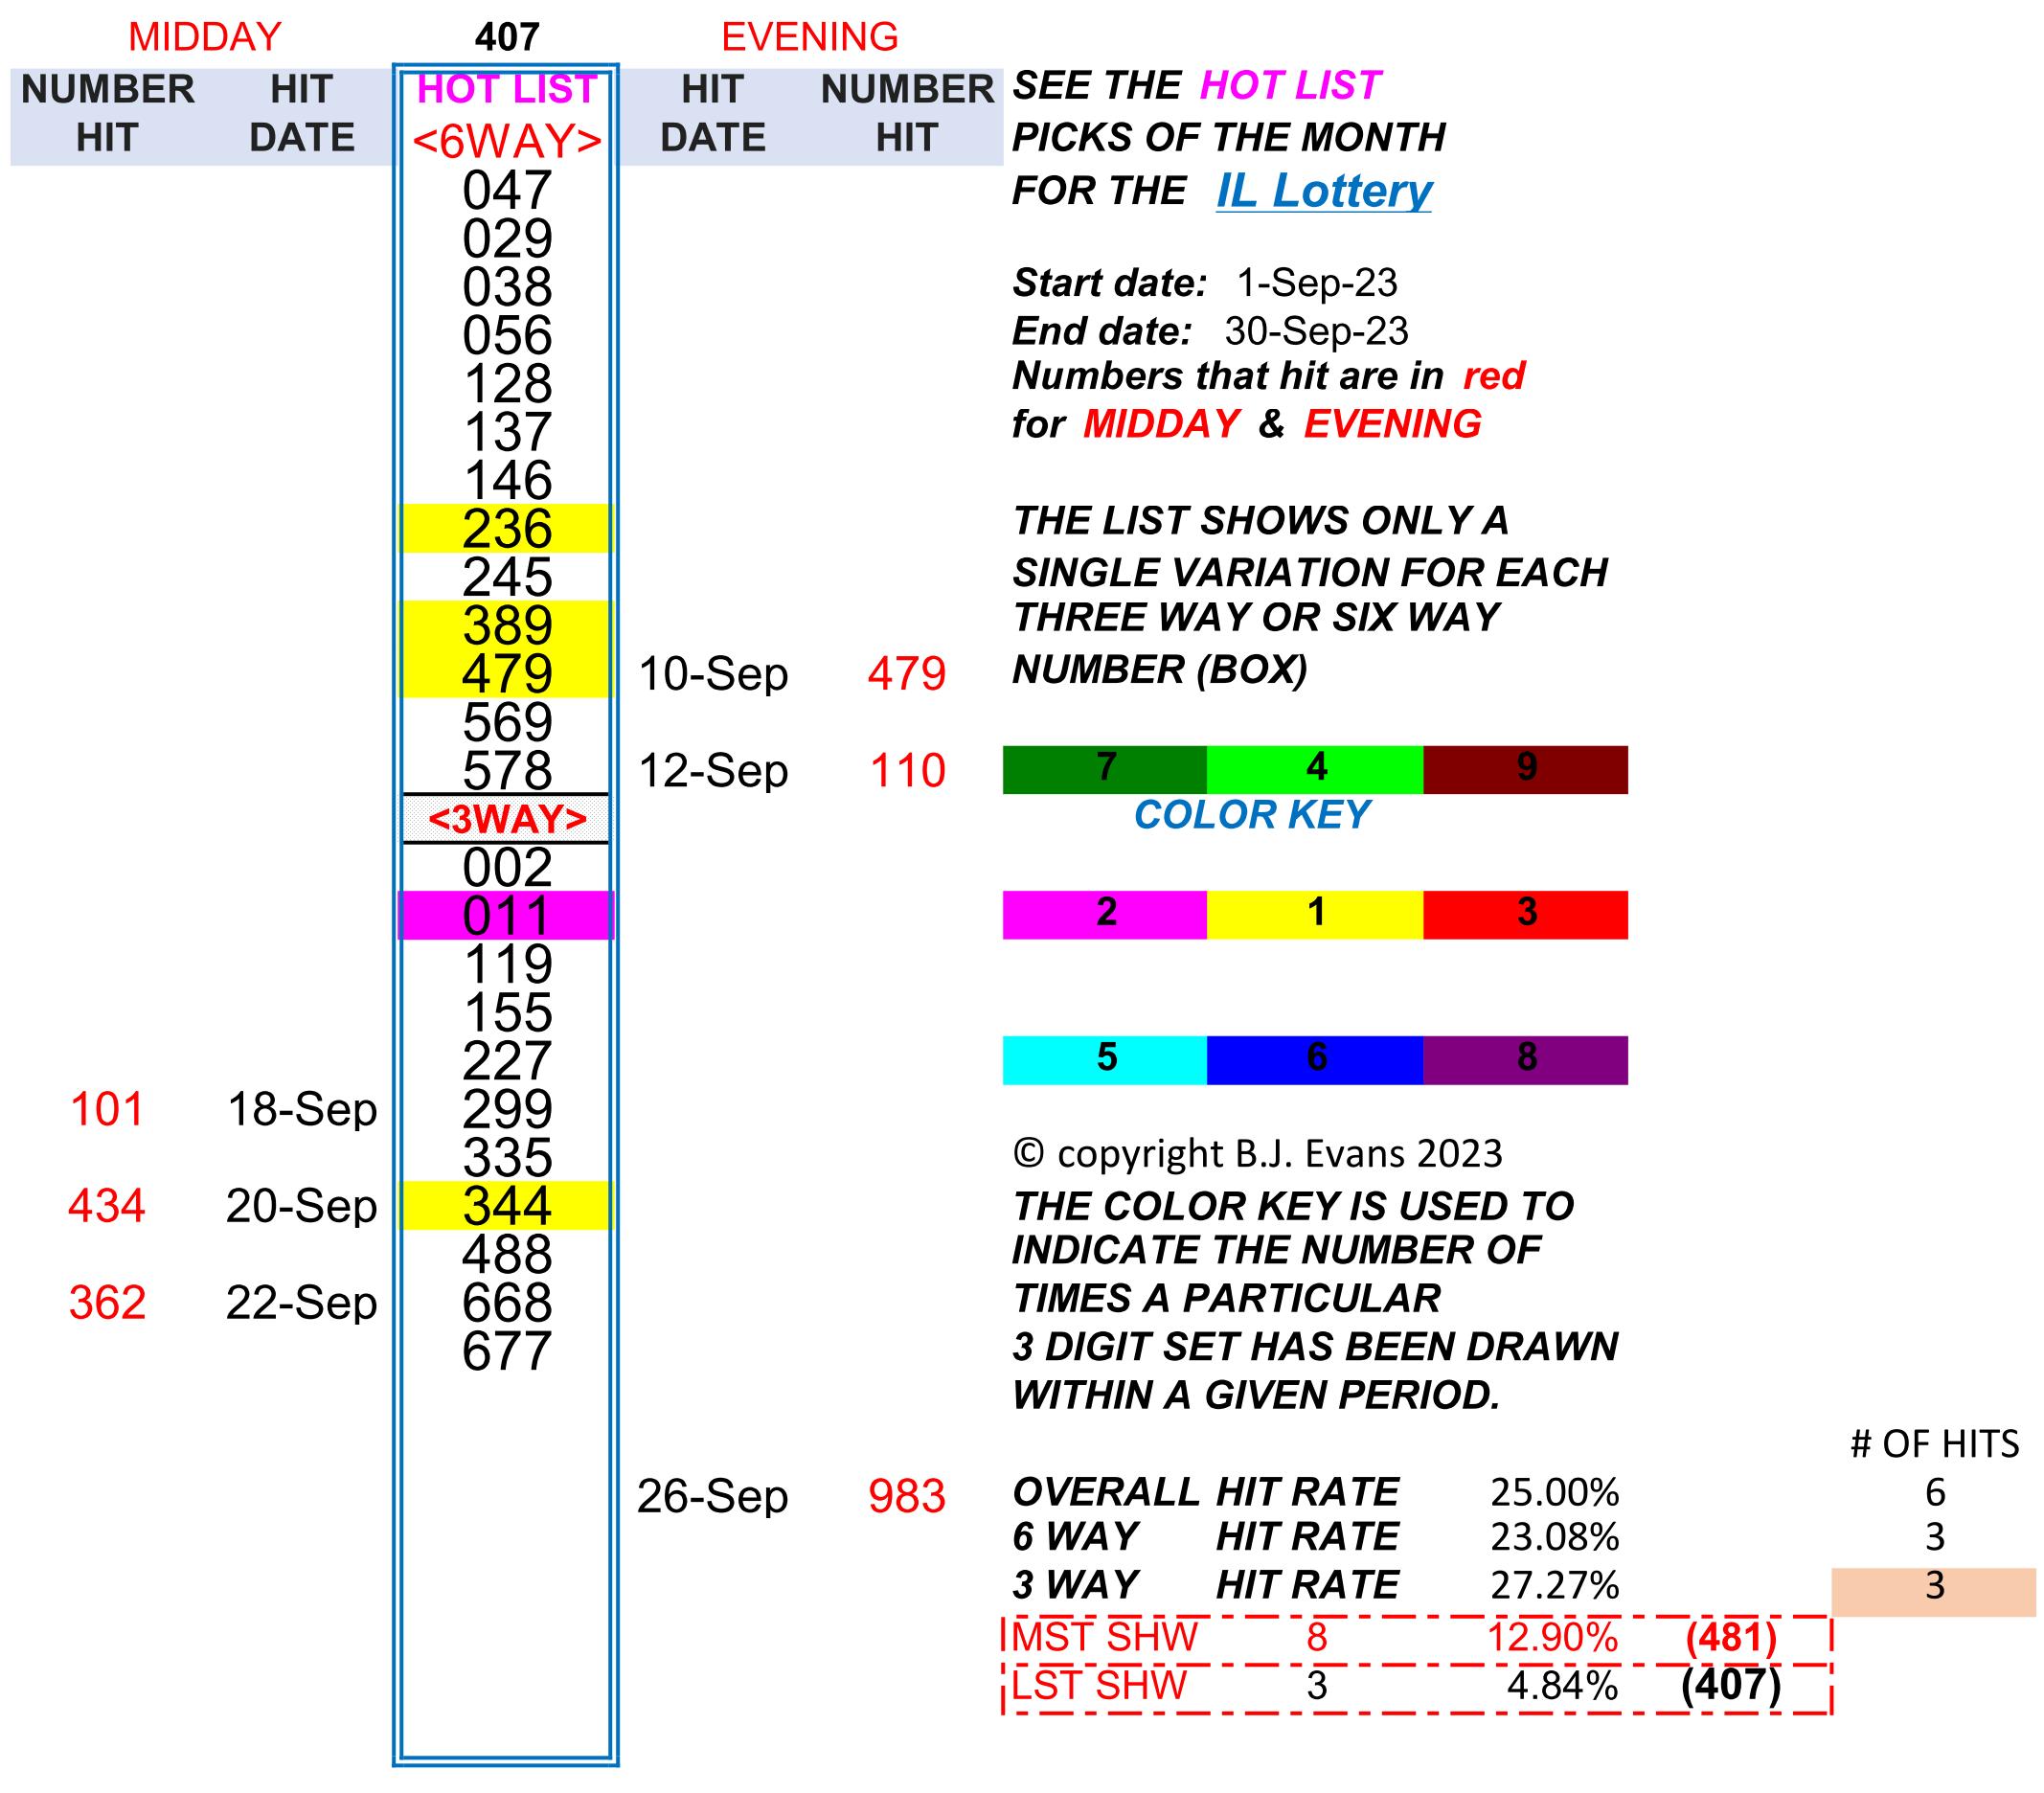 MIDDAY 407 EVENING
NUMBER HIT HOT LIST HIT NUMBER SEE THE HOT LIST
HIT DATE <6WAY> DATE HIT PICKS OF THE MONTH
047 FOR THE IL Lottery
029
038 Start date: 1-Sep-23
056 End date: 30-Sep-23
128 Numbers that hit are in red
137 for MIDDAY & EVENING
146
236 THE LIST SHOWS ONLY A
245 SINGLE VARIATION FOR EACH
389 THREE WAY OR SIX WAY
479 10-Sep 479 NUMBER (BOX)
569
578 12-Sep 110 7 4 9
<3WAY> COLOR KEY
002
011 2 1 3
119
155
227 5 6 8
101 18-Sep 299
335 © copyright B.J. Evans 2023
434 20-Sep 344 THE COLOR KEY IS USED TO
488 INDICATE THE NUMBER OF
362 22-Sep 668 TIMES A PARTICULAR
677 3 DIGIT SET HAS BEEN DRAWN
WITHIN A GIVEN PERIOD.
# OF HITS
26-Sep 983 OVERALL HIT RATE 25.00% 6
6 WAY HIT RATE 23.08% 3
3 WAY HIT RATE 27.27% 3
MST SHW 8 12.90% (481)
LST SHW 3 4.84% (407)